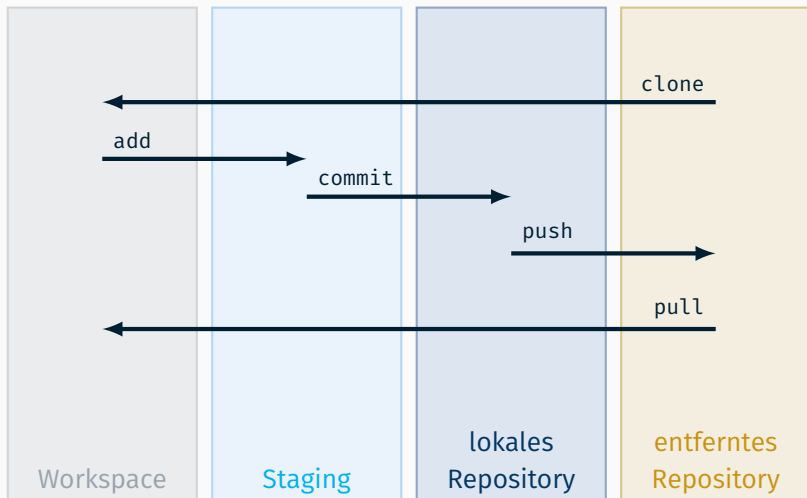 clone
add
commit
push
pull
Workspace
Staging
lokales
Repository
entferntes
Repository